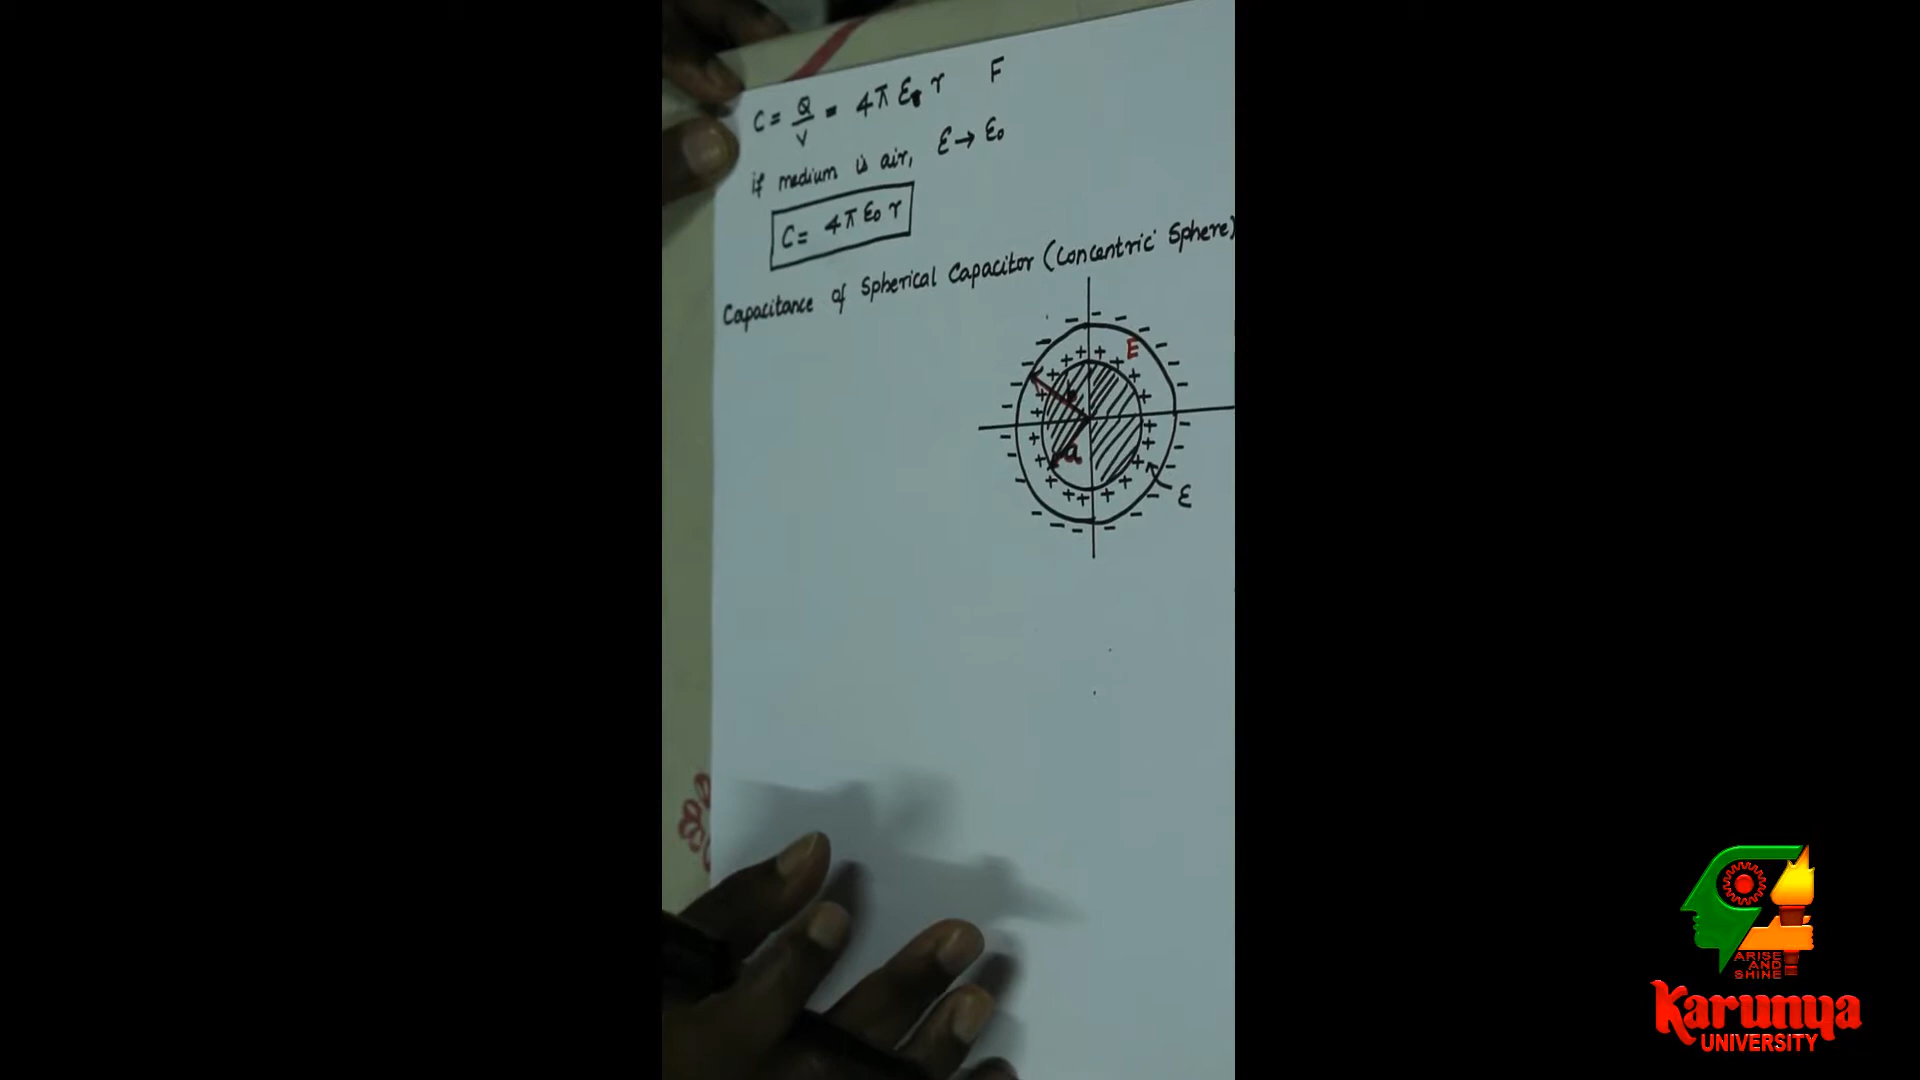 C = Q/V = 4π ε r F
if medium is air, ε → ε0
C = 4π ε0 r
Capacitance of Spherical Capacitor (Concentric Sphere)
E
b
a
ε
ARISE
AND
SHINE
Karunya
UNIVERSITY